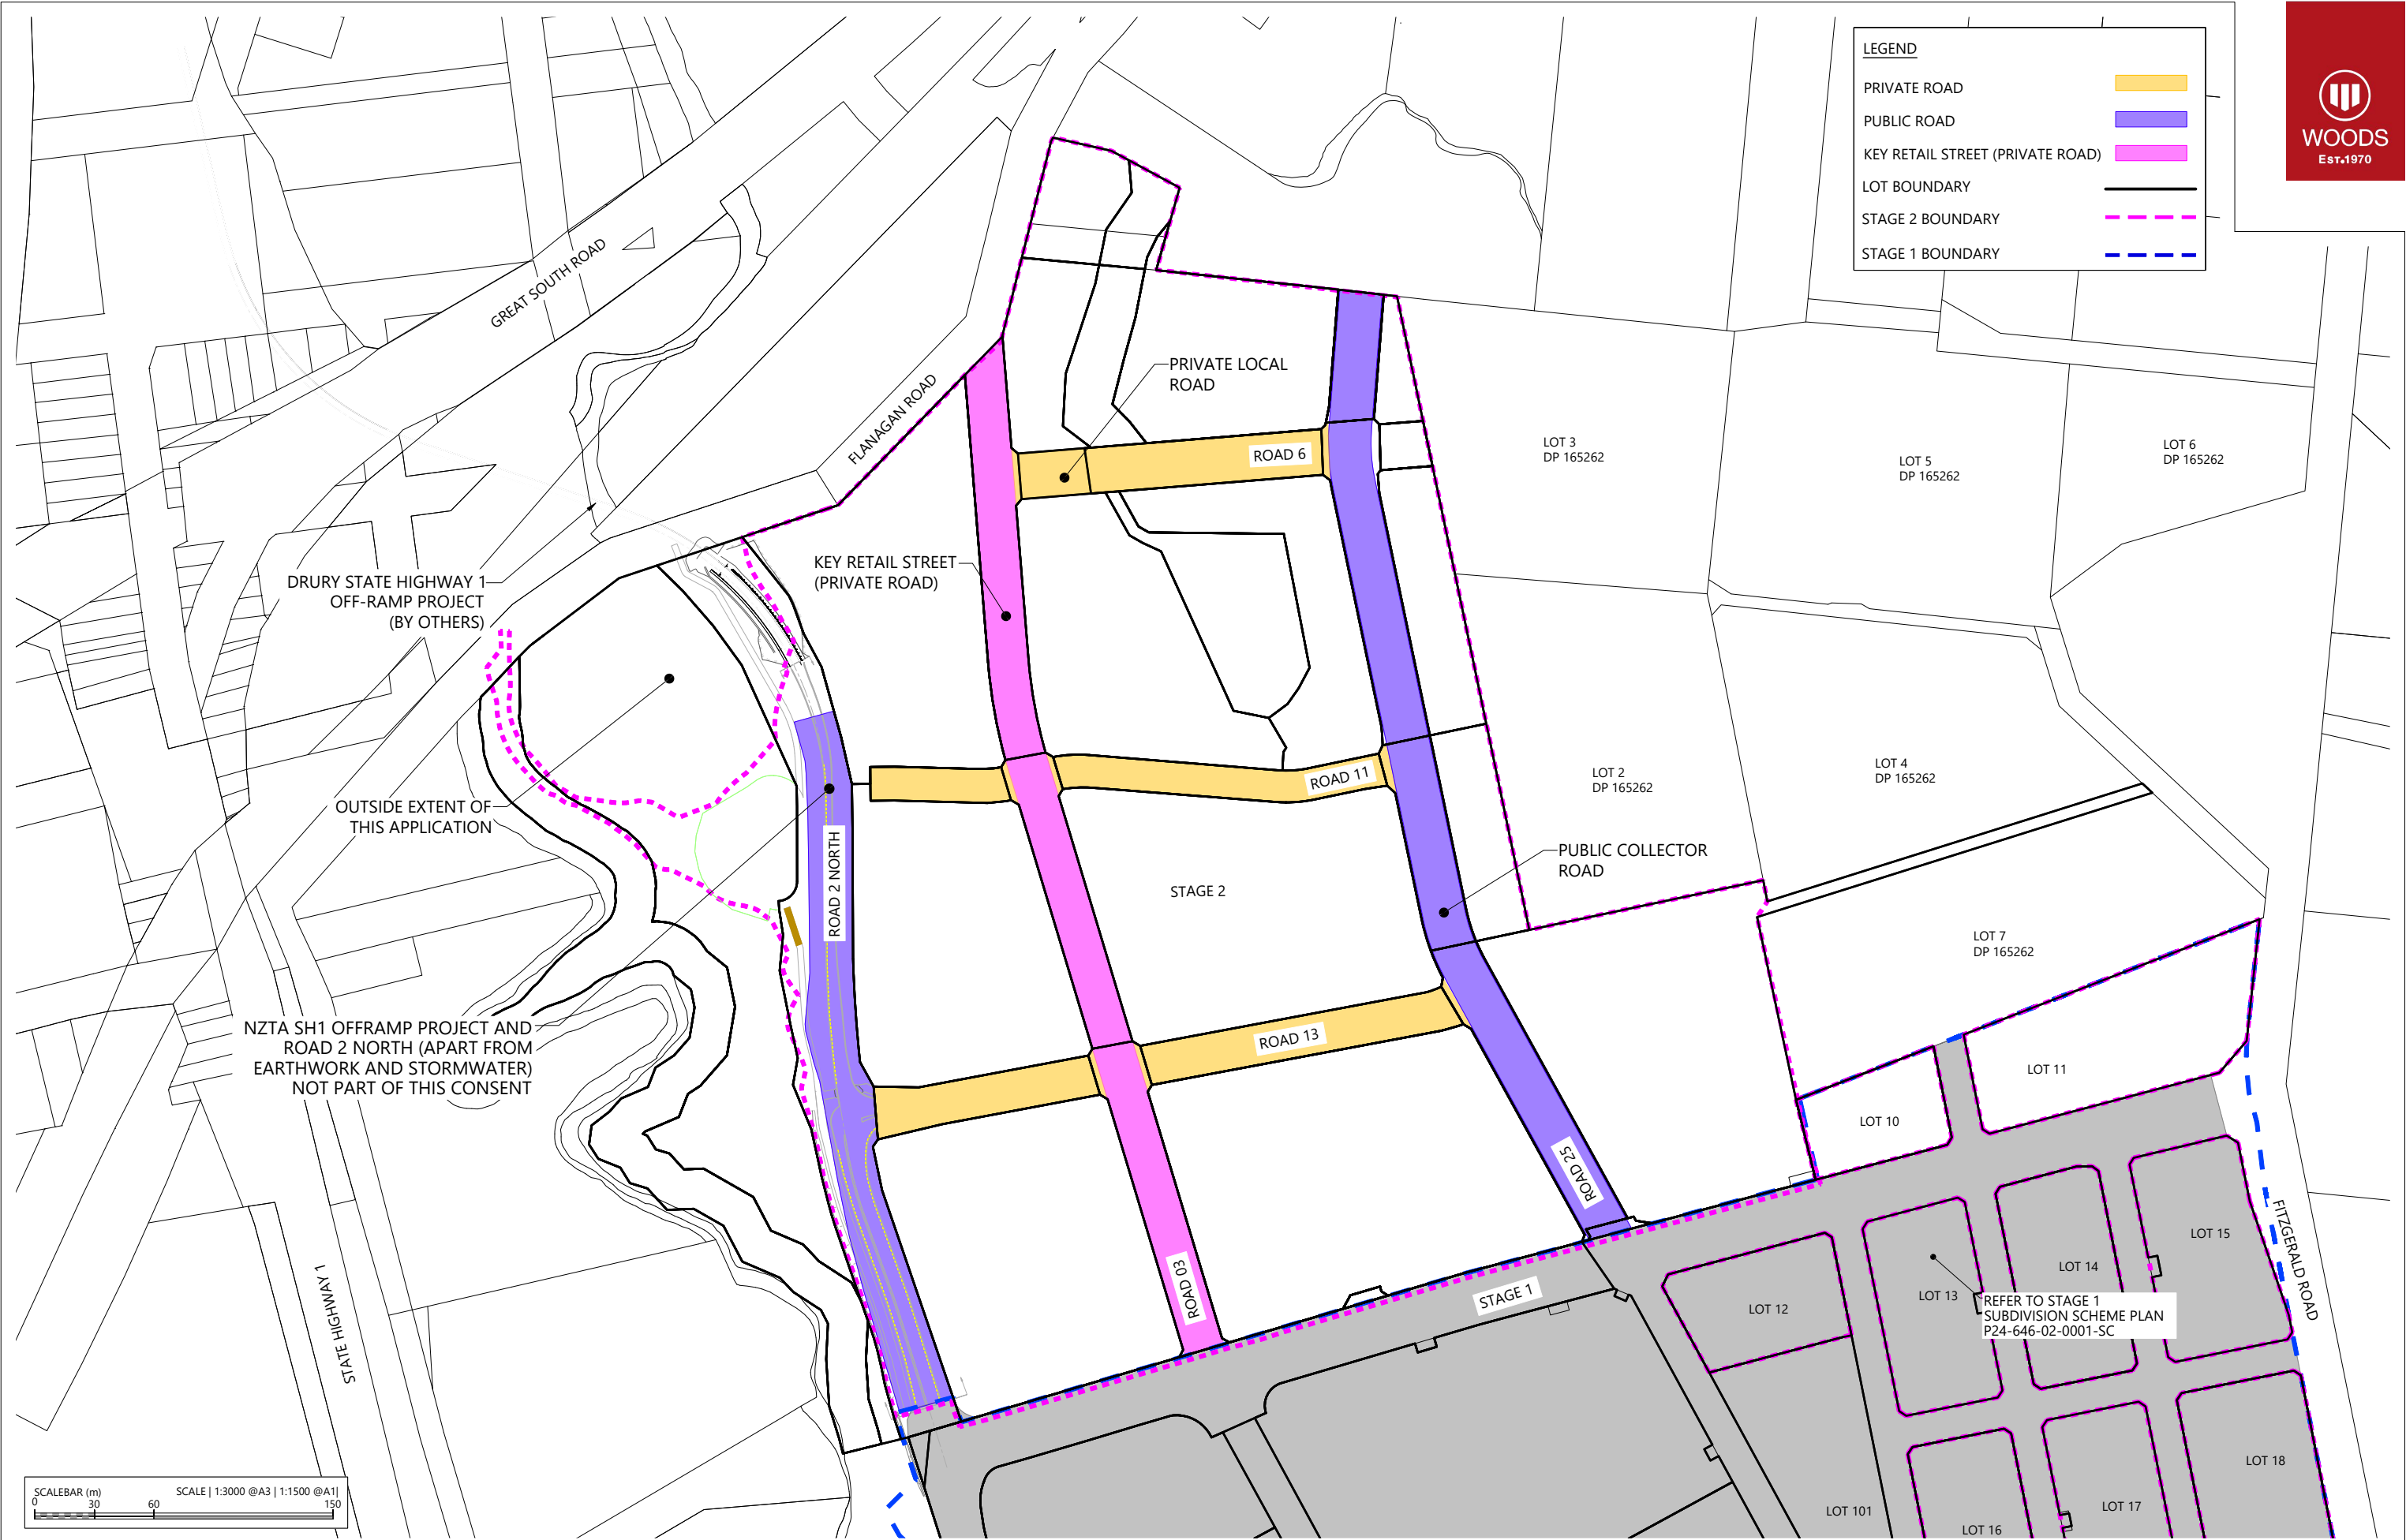 LEGEND
PRIVATE ROAD
PUBLIC ROAD
KEY RETAIL STREET (PRIVATE ROAD)
LOT BOUNDARY
STAGE 2 BOUNDARY
STAGE 1 BOUNDARY
WOODS
EST. 1970
GREAT SOUTH ROAD
FLANAGAN ROAD
PRIVATE LOCAL
ROAD
ROAD 6
LOT 3
DP 165262
LOT 5
DP 165262
LOT 6
DP 165262
KEY RETAIL STREET
(PRIVATE ROAD)
DRURY STATE HIGHWAY 1
OFF-RAMP PROJECT
(BY OTHERS)
OUTSIDE EXTENT OF
THIS APPLICATION
ROAD 11
LOT 2
DP 165262
LOT 4
DP 165262
ROAD 2 NORTH
STAGE 2
PUBLIC COLLECTOR
ROAD
LOT 7
DP 165262
NZTA SH1 OFFRAMP PROJECT AND
ROAD 2 NORTH (APART FROM
EARTHWORK AND STORMWATER)
NOT PART OF THIS CONSENT
ROAD 13
LOT 11
LOT 10
ROAD 25
ROAD 03
STAGE 1
STATE HIGHWAY 1
FITZGERALD ROAD
LOT 15
LOT 14
LOT 13
LOT 12
REFER TO STAGE 1
SUBDIVISION SCHEME PLAN
P24-646-02-0001-SC
LOT 18
LOT 17
LOT 16
LOT 101
SCALEBAR (m)
SCALE | 1:3000 @A3 | 1:1500 @A1|
0 30 60 150